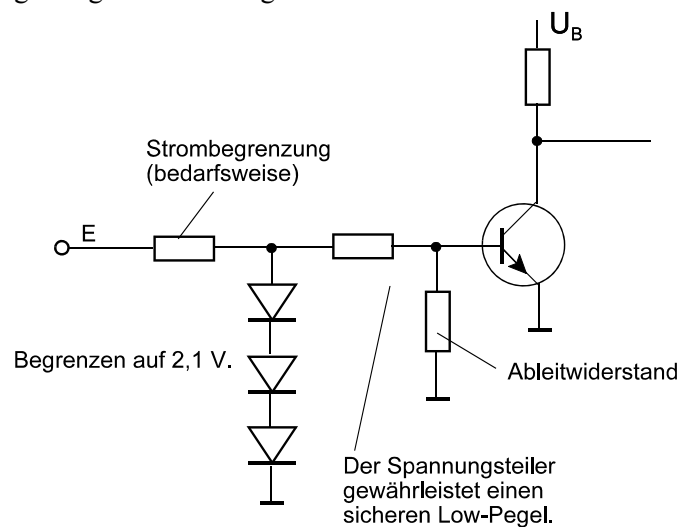 U_B
Strombegrenzung
(bedarfsweise)
E
Begrenzen auf 2,1 V.
Ableitwiderstand
Der Spannungsteiler
gewährleistet einen
sicheren Low-Pegel.